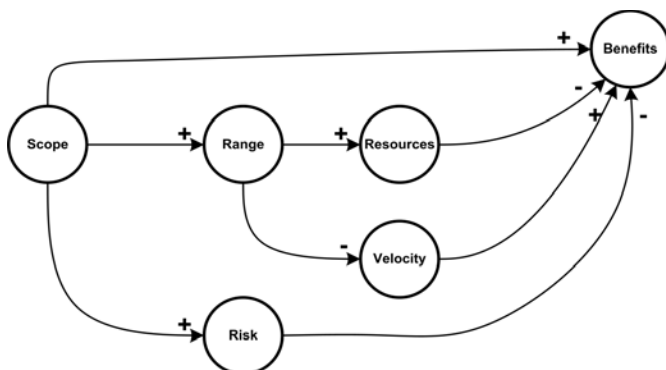 +
Benefits
-
+
-
+
+
Scope
Range
Resources
-
Velocity
+
Risk